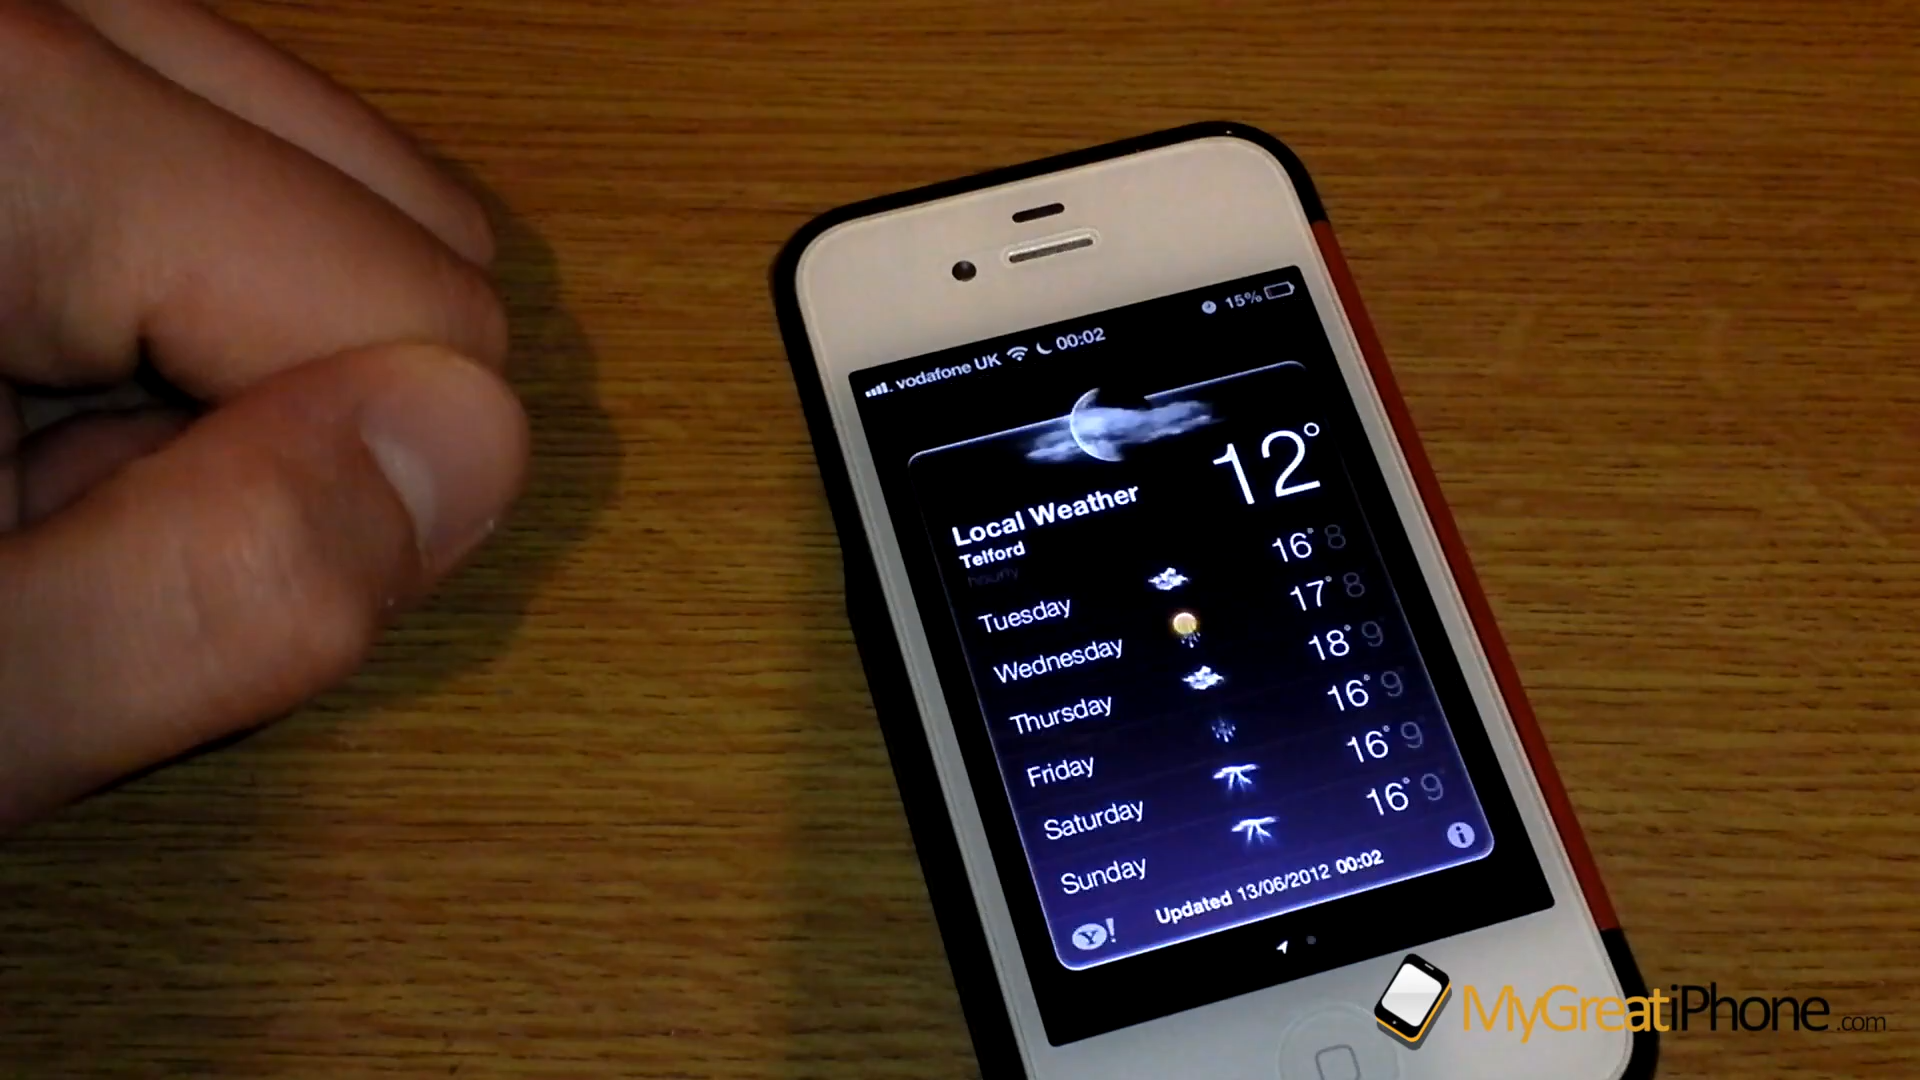 vodafone UK 00:02 15%
12°
Local Weather
Telford
hourly
Tuesday 16° 8
Wednesday 17° 8
Thursday 18° 9
Friday 16° 9
Saturday 16° 9
Sunday 16° 9
Y! Updated 13/06/2012 00:02 i
MyGreatiPhone.com